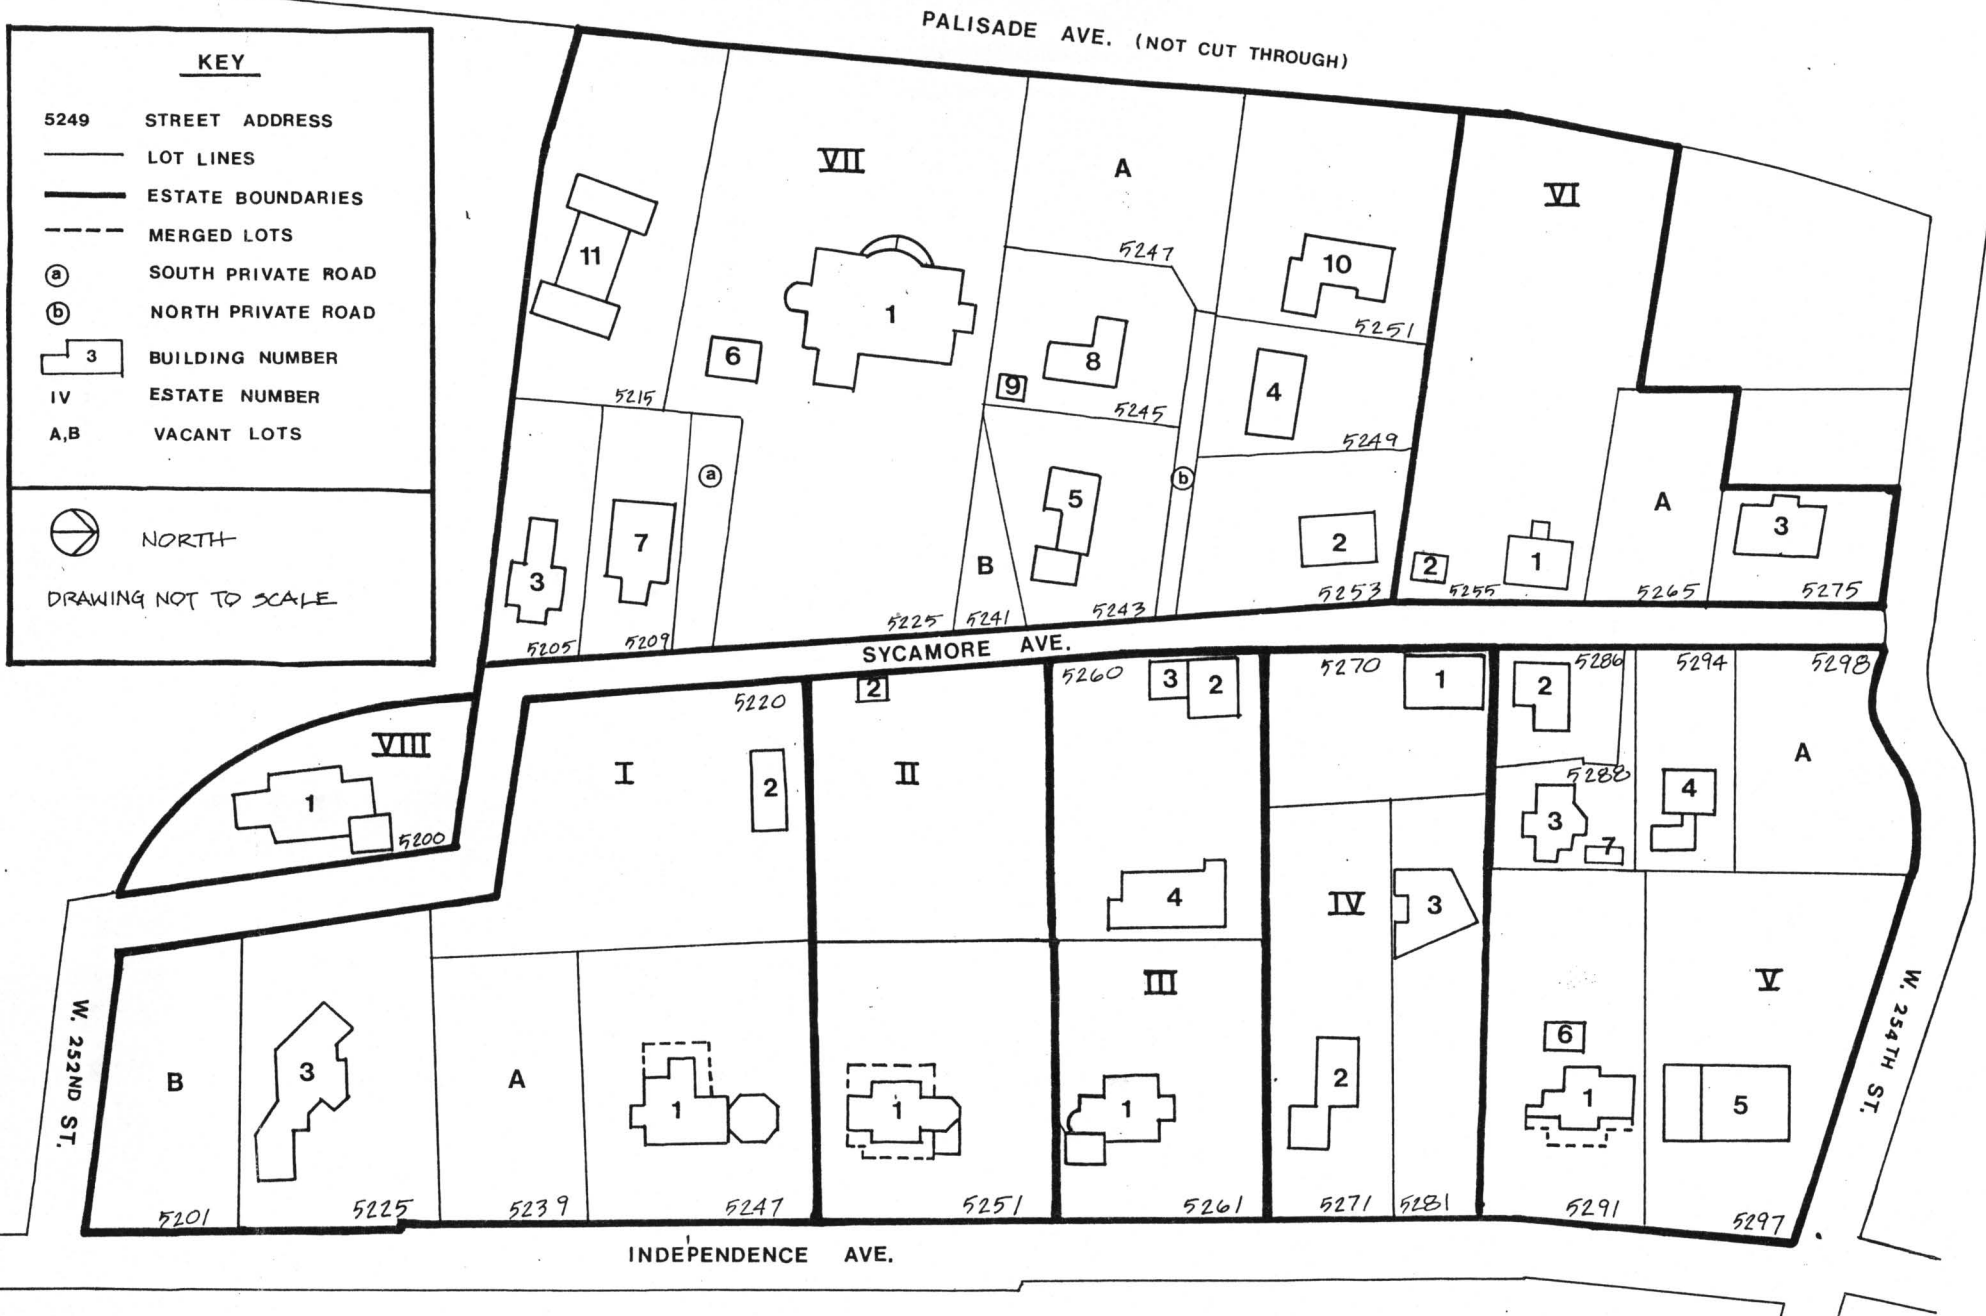 PALISADE AVE. (NOT CUT THROUGH)
KEY
5249 STREET ADDRESS
LOT LINES
ESTATE BOUNDARIES
MERGED LOTS
a SOUTH PRIVATE ROAD
b NORTH PRIVATE ROAD
3 BUILDING NUMBER
IV ESTATE NUMBER
A,B VACANT LOTS
NORTH
DRAWING NOT TO SCALE
VII
A
VI
11
1
5247
10
5251
6
8
9
4
5215
5245
5249
a
b
5
A
3
7
3
B
2
2
1
5205
5209
5225
5241
5243
5253
5255
5265
5275
SYCAMORE AVE.
5220
2
5260
3
2
5270
1
2
5286
5294
5298
VIII
I
2
II
A
1
5200
5288
4
3
7
4
IV
3
III
V
W. 252ND ST.
W. 254TH ST.
B
3
A
1
1
1
2
6
1
5
5201
5225
5239
5247
5251
5261
5271
5281
5291
5297
INDEPENDENCE AVE.